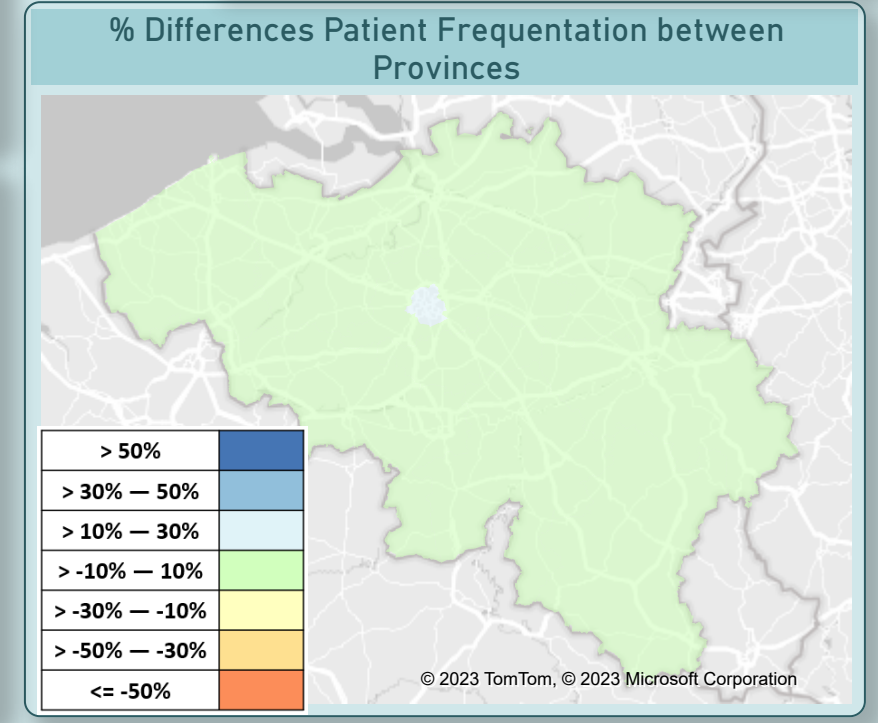 % Differences Patient Frequentation between
Provinces
> 50%
> 30% — 50%
> 10% — 30%
> -10% — 10%
> -30% — -10%
> -50% — -30%
<= -50%
© 2023 TomTom, © 2023 Microsoft Corporation